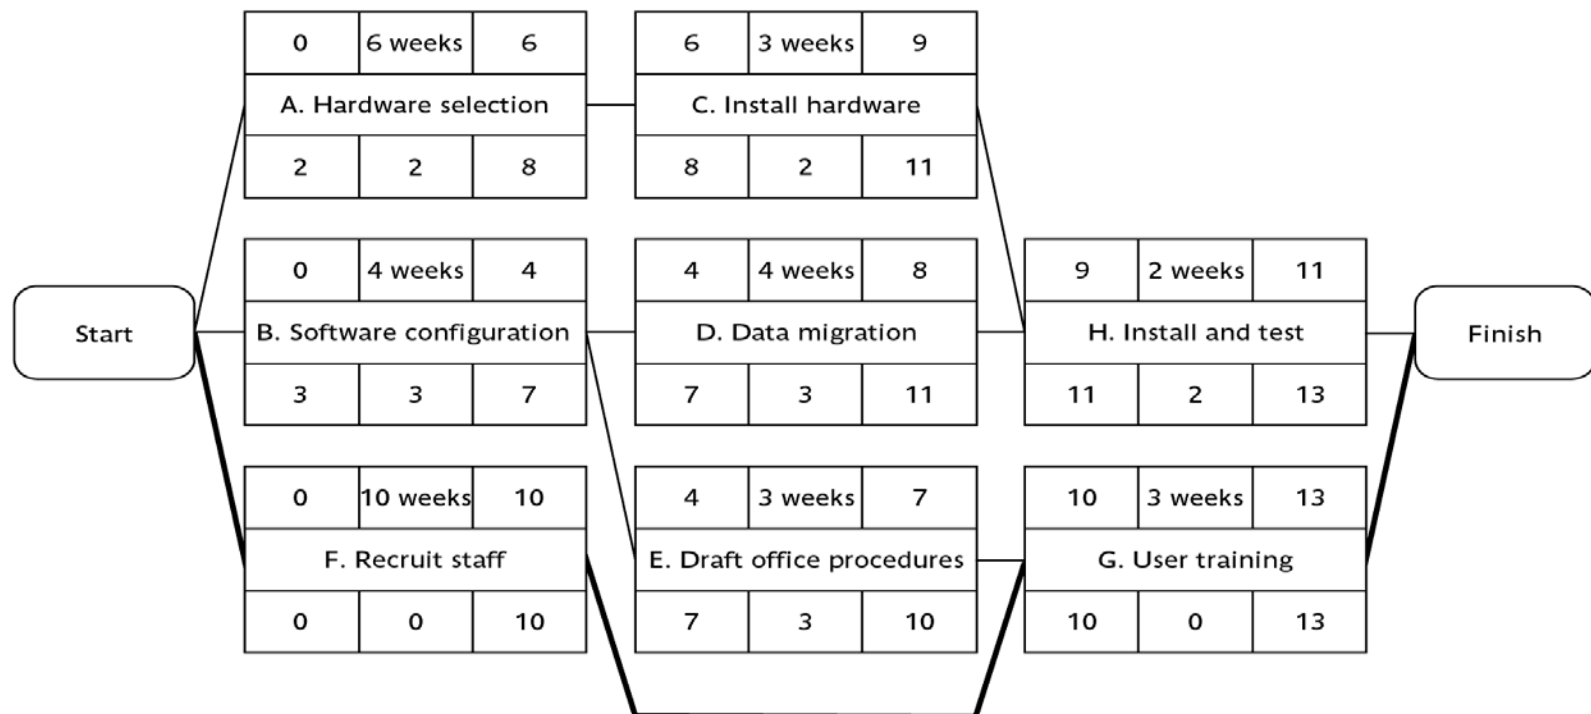 0 6 weeks 6
A. Hardware selection
2 2 8
6 3 weeks 9
C. Install hardware
8 2 11
Start
0 4 weeks 4
B. Software configuration
3 3 7
4 4 weeks 8
D. Data migration
7 3 11
9 2 weeks 11
H. Install and test
11 2 13
Finish
0 10 weeks 10
F. Recruit staff
0 0 10
4 3 weeks 7
E. Draft office procedures
7 3 10
10 3 weeks 13
G. User training
10 0 13